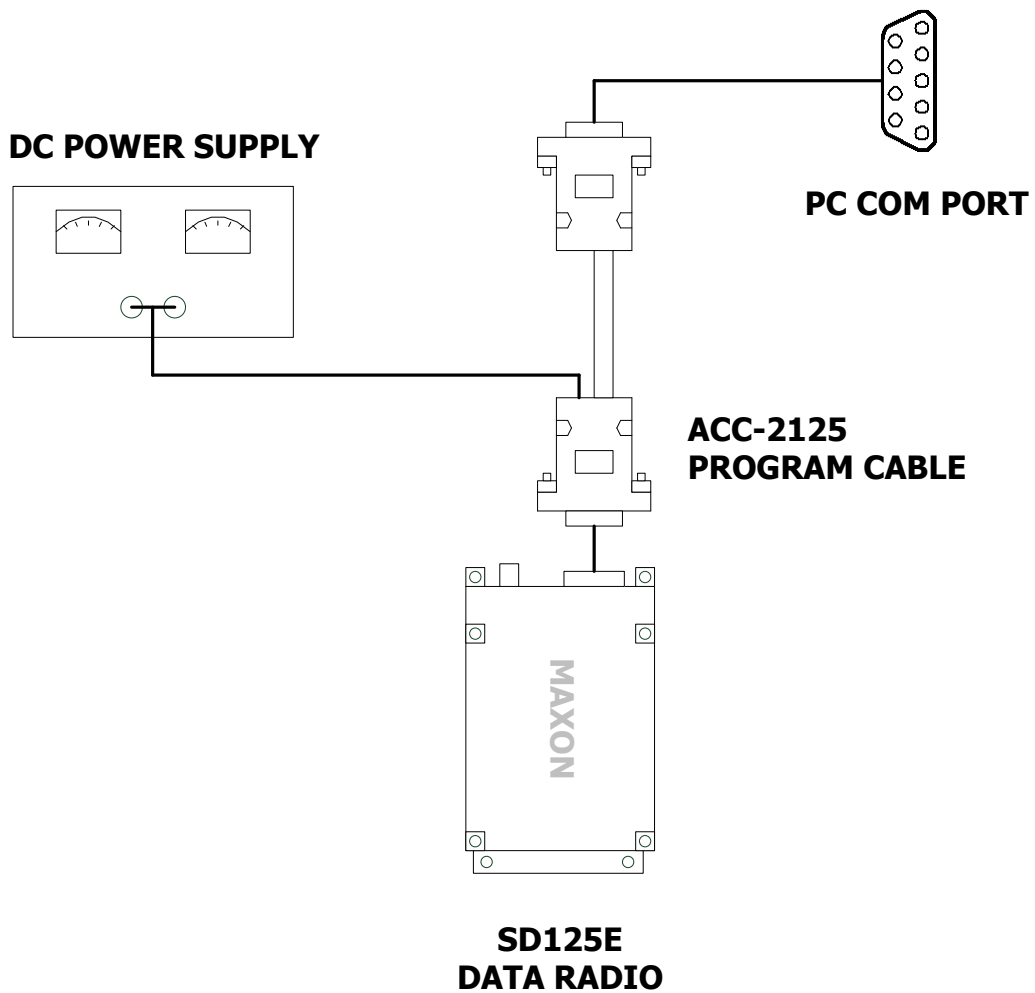 DC POWER SUPPLY
PC COM PORT
ACC-2125
PROGRAM CABLE
MAXON
SD125E
DATA RADIO